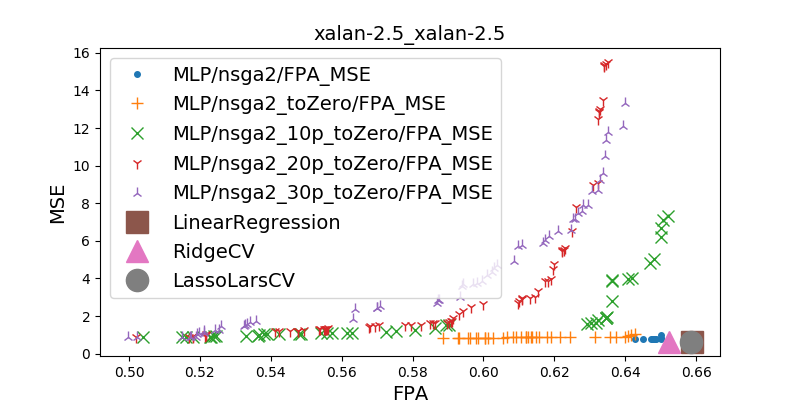 xalan-2.5_xalan-2.5
MSE
16
14
12
10
8
6
4
2
0
MLP/nsga2/FPA_MSE
MLP/nsga2_toZero/FPA_MSE
MLP/nsga2_10p_toZero/FPA_MSE
MLP/nsga2_20p_toZero/FPA_MSE
MLP/nsga2_30p_toZero/FPA_MSE
LinearRegression
RidgeCV
LassoLarsCV
0.50 0.52 0.54 0.56 0.58 0.60 0.62 0.64 0.66
FPA